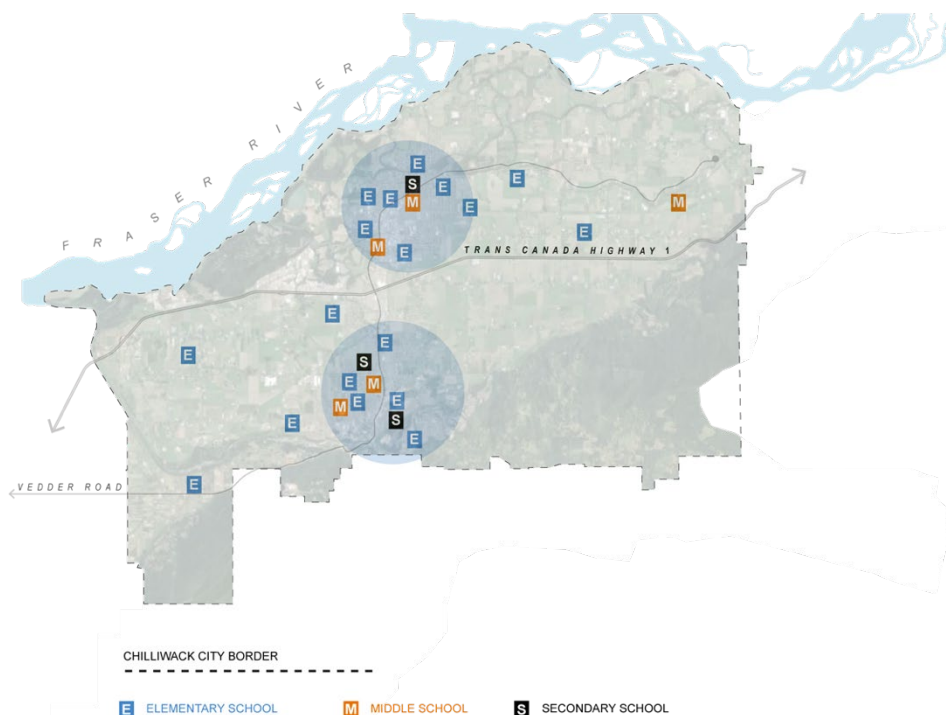 FRASER RIVER
E
S
E
M
E
E
E
E
M
E
E
E
M
TRANS CANADA HIGHWAY 1
E
E
E
S
E
M
M
E
E
S
E
E
E
VEDDER ROAD
CHILLIWACK CITY BORDER
E ELEMENTARY SCHOOL M MIDDLE SCHOOL S SECONDARY SCHOOL